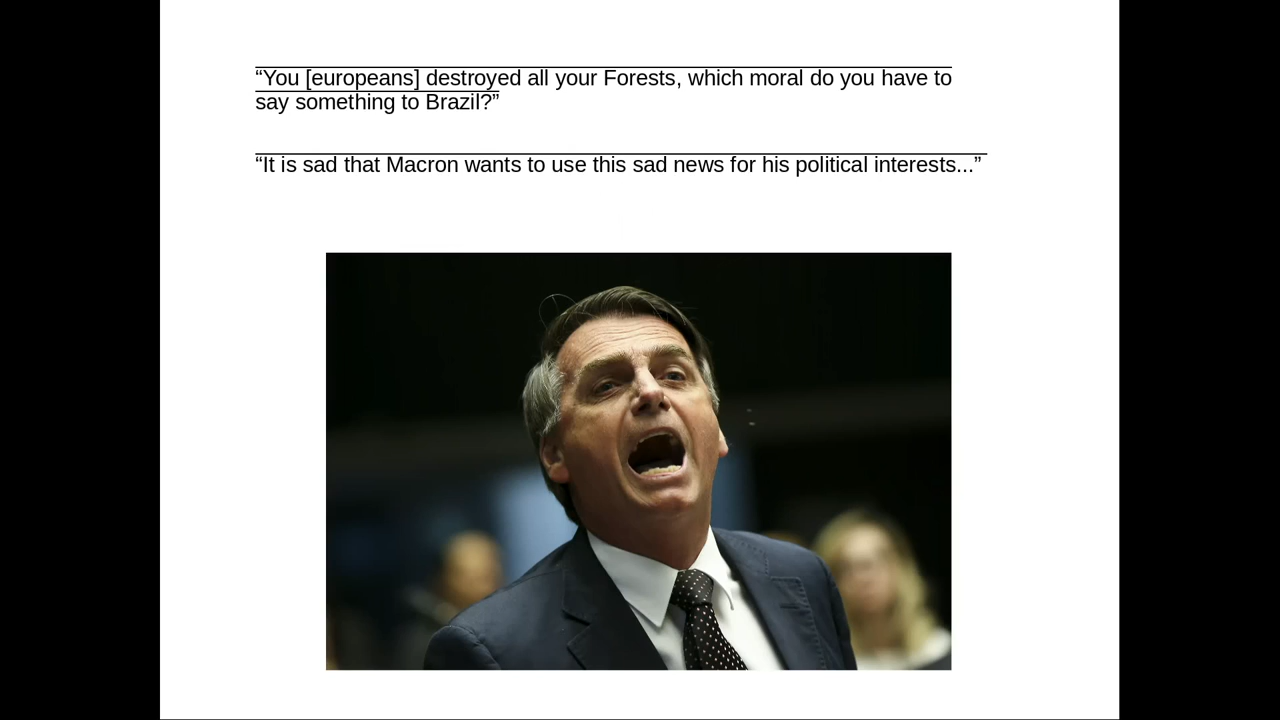 “You [europeans] destroyed all your Forests, which moral do you have to
say something to Brazil?”
“It is sad that Macron wants to use this sad news for his political interests...”